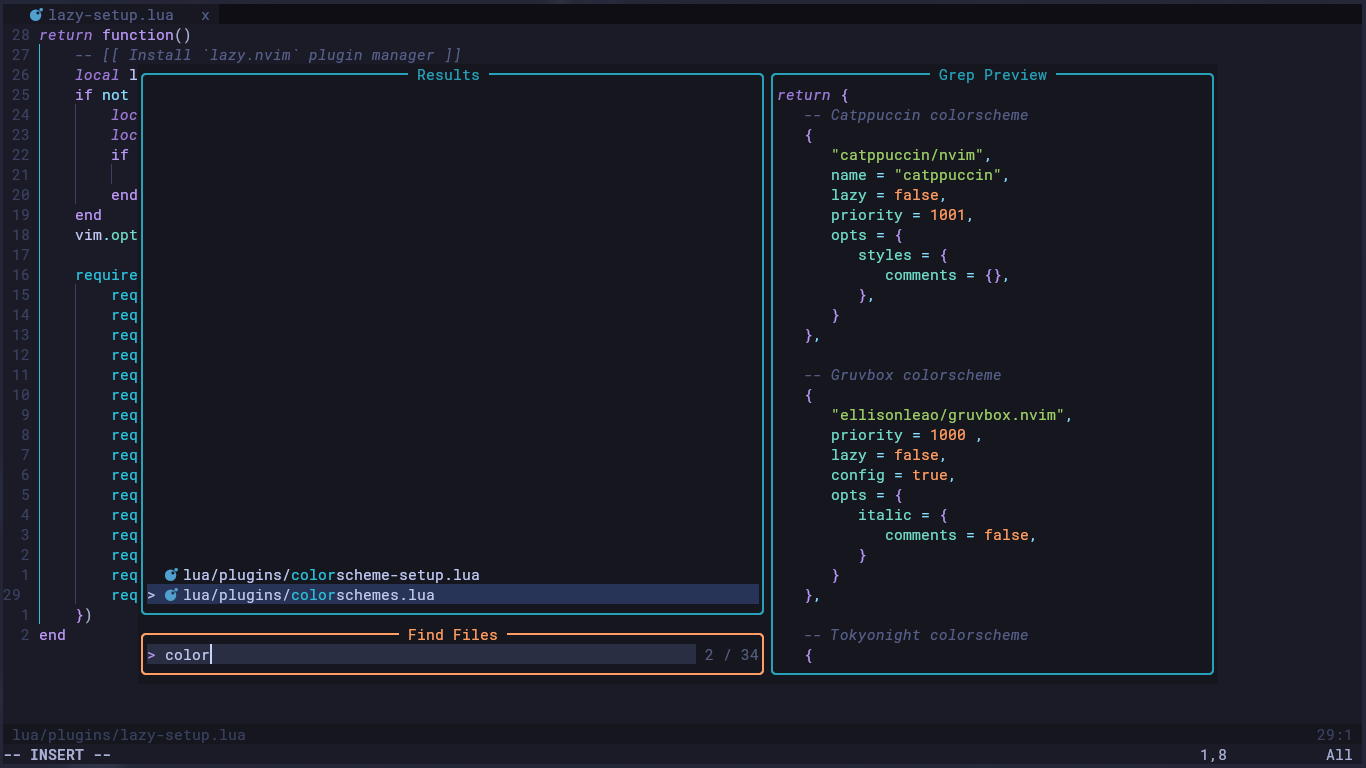 lazy-setup.lua x
28 return function()
27 -- [[ Install `lazy.nvim` plugin manager ]]
26 local l
25 if not
24 loc
23 loc
22 if
21
20 end
19 end
18 vim.opt
17
16 require
15 req
14 req
13 req
12 req
11 req
10 req
9 req
8 req
7 req
6 req
5 req
4 req
3 req
2 req
1 req
29 req
1 })
2 end
Results
lua/plugins/colorscheme-setup.lua
> lua/plugins/colorschemes.lua
Find Files
> color 2 / 34
Grep Preview
return {
-- Catppuccin colorscheme
{
"catppuccin/nvim",
name = "catppuccin",
lazy = false,
priority = 1001,
opts = {
styles = {
comments = {},
},
}
},
-- Gruvbox colorscheme
{
"ellisonleao/gruvbox.nvim",
priority = 1000 ,
lazy = false,
config = true,
opts = {
italic = {
comments = false,
}
}
},
-- Tokyonight colorscheme
{
lua/plugins/lazy-setup.lua 29:1
-- INSERT -- 1,8 All